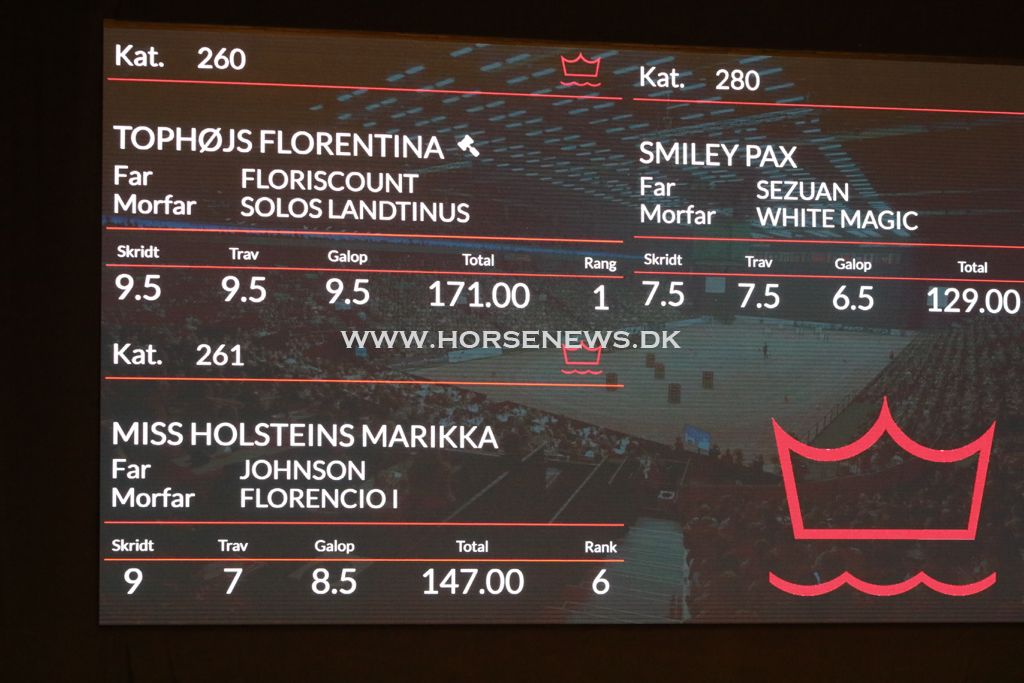 Kat. 260
TOPHØJS FLORENTINA
Far FLORISCOUNT
Morfar SOLOS LANDTINUS
Skridt Trav Galop Total Rang
9.5 9.5 9.5 171.00 1
Kat. 280
SMILEY PAX
Far SEZUAN
Morfar WHITE MAGIC
Skridt Trav Galop Total
7.5 7.5 6.5 129.00
WWW.HORSENEWS.DK
Kat. 261
MISS HOLSTEINS MARIKKA
Far JOHNSON
Morfar FLORENCIO I
Skridt Trav Galop Total Rank
9 7 8.5 147.00 6